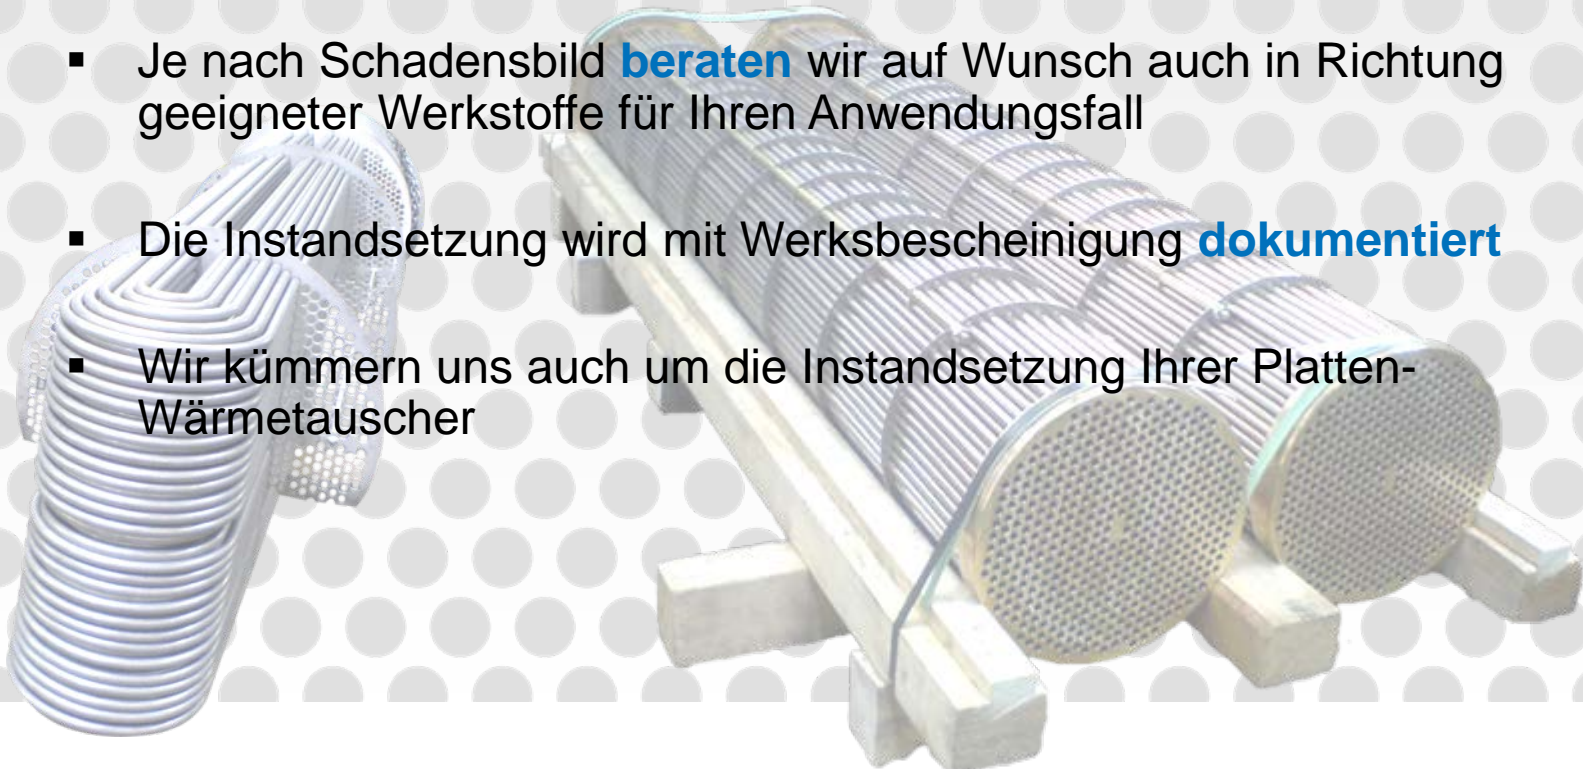 ▪ Je nach Schadensbild beraten wir auf Wunsch auch in Richtung
geeigneter Werkstoffe für Ihren Anwendungsfall
▪ Die Instandsetzung wird mit Werksbescheinigung dokumentiert
▪ Wir kümmern uns auch um die Instandsetzung Ihrer Platten-
Wärmetauscher